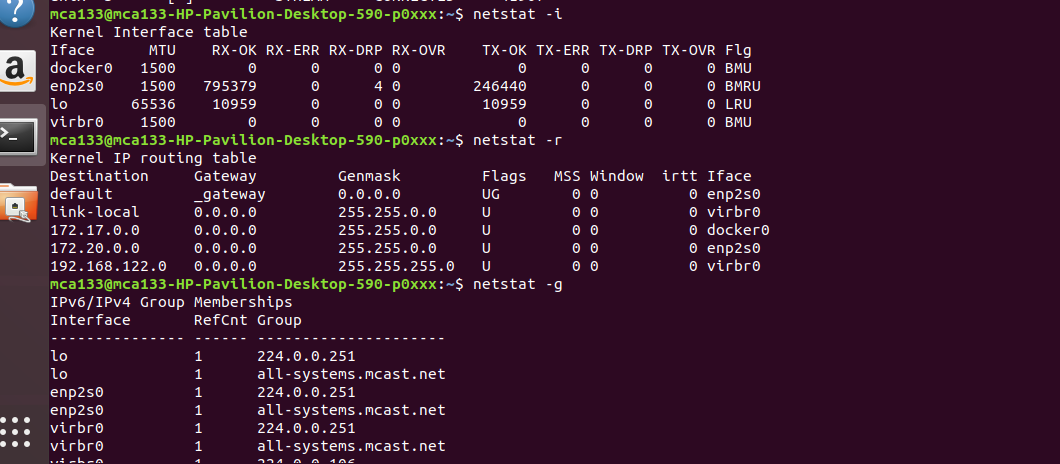 mca133@mca133-HP-Pavilion-Desktop-590-p0xxx:~$ netstat -i
Kernel Interface table
Iface MTU RX-OK RX-ERR RX-DRP RX-OVR TX-OK TX-ERR TX-DRP TX-OVR Flg
docker0 1500 0 0 0 0 0 0 0 0 BMU
enp2s0 1500 795379 0 4 0 246440 0 0 0 BMRU
lo 65536 10959 0 0 0 10959 0 0 0 LRU
virbr0 1500 0 0 0 0 0 0 0 0 BMU
mca133@mca133-HP-Pavilion-Desktop-590-p0xxx:~$ netstat -r
Kernel IP routing table
Destination Gateway Genmask Flags MSS Window irtt Iface
default _gateway 0.0.0.0 UG 0 0 0 enp2s0
link-local 0.0.0.0 255.255.0.0 U 0 0 0 virbr0
172.17.0.0 0.0.0.0 255.255.0.0 U 0 0 0 docker0
172.20.0.0 0.0.0.0 255.255.0.0 U 0 0 0 enp2s0
192.168.122.0 0.0.0.0 255.255.255.0 U 0 0 0 virbr0
mca133@mca133-HP-Pavilion-Desktop-590-p0xxx:~$ netstat -g
IPv6/IPv4 Group Memberships
Interface RefCnt Group
--------------- ------ ---------------------
lo 1 224.0.0.251
lo 1 all-systems.mcast.net
enp2s0 1 224.0.0.251
enp2s0 1 all-systems.mcast.net
virbr0 1 224.0.0.251
virbr0 1 all-systems.mcast.net
virbr0 1 224.0.0.106